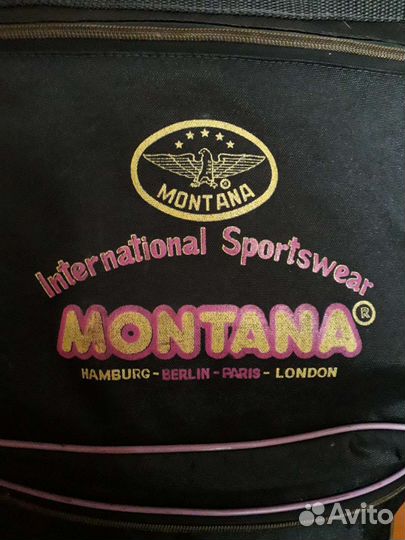 MONTANA ®
International Sportswear
MONTANA ®
HAMBURG - BERLIN - PARIS - LONDON
Avito